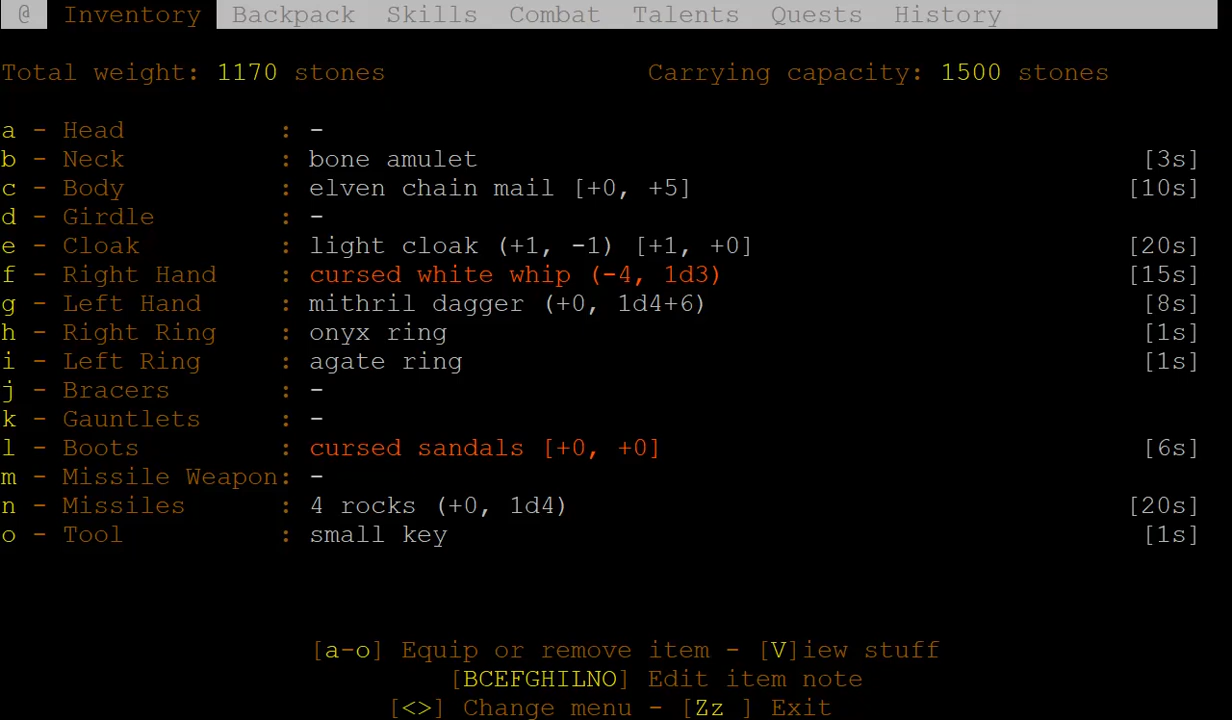 @ Inventory Backpack Skills Combat Talents Quests History
Total weight: 1170 stones Carrying capacity: 1500 stones
a - Head : -
b - Neck : bone amulet [3s]
c - Body : elven chain mail [+0, +5] [10s]
d - Girdle : -
e - Cloak : light cloak (+1, -1) [+1, +0] [20s]
f - Right Hand : cursed white whip (-4, 1d3) [15s]
g - Left Hand : mithril dagger (+0, 1d4+6) [8s]
h - Right Ring : onyx ring [1s]
i - Left Ring : agate ring [1s]
j - Bracers : -
k - Gauntlets : -
l - Boots : cursed sandals [+0, +0] [6s]
m - Missile Weapon: -
n - Missiles : 4 rocks (+0, 1d4) [20s]
o - Tool : small key [1s]
[a-o] Equip or remove item - [V]iew stuff
[BCEFGHILNO] Edit item note
[<>] Change menu - [Zz ] Exit